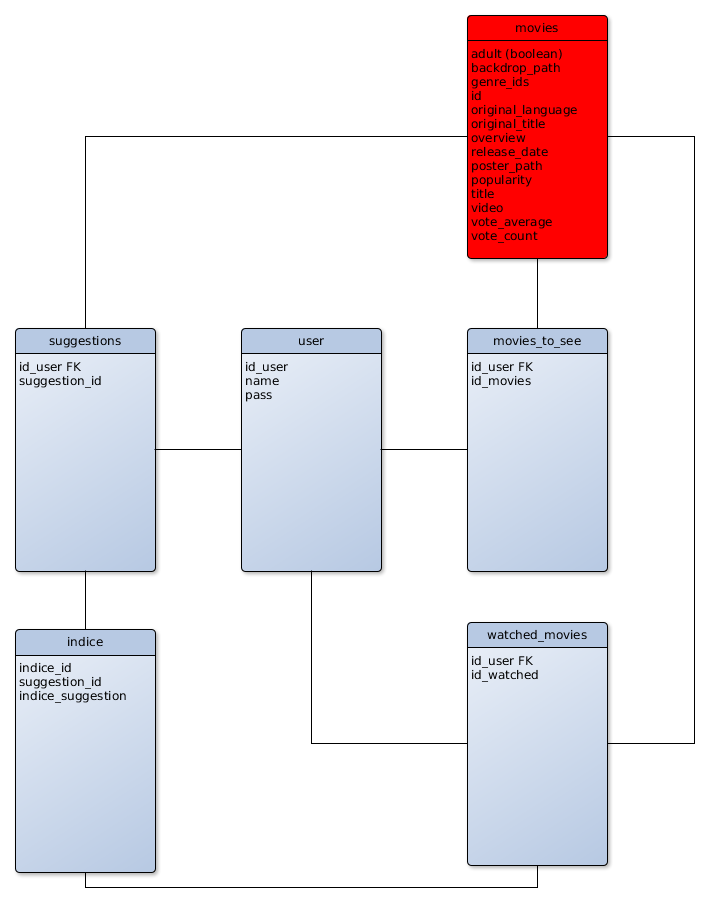 movies
adult (boolean)
backdrop_path
genre_ids
id
original_language
original_title
overview
release_date
poster_path
popularity
title
video
vote_average
vote_count
suggestions
id_user FK
suggestion_id
user
id_user
name
pass
movies_to_see
id_user FK
id_movies
indice
indice_id
suggestion_id
indice_suggestion
watched_movies
id_user FK
id_watched